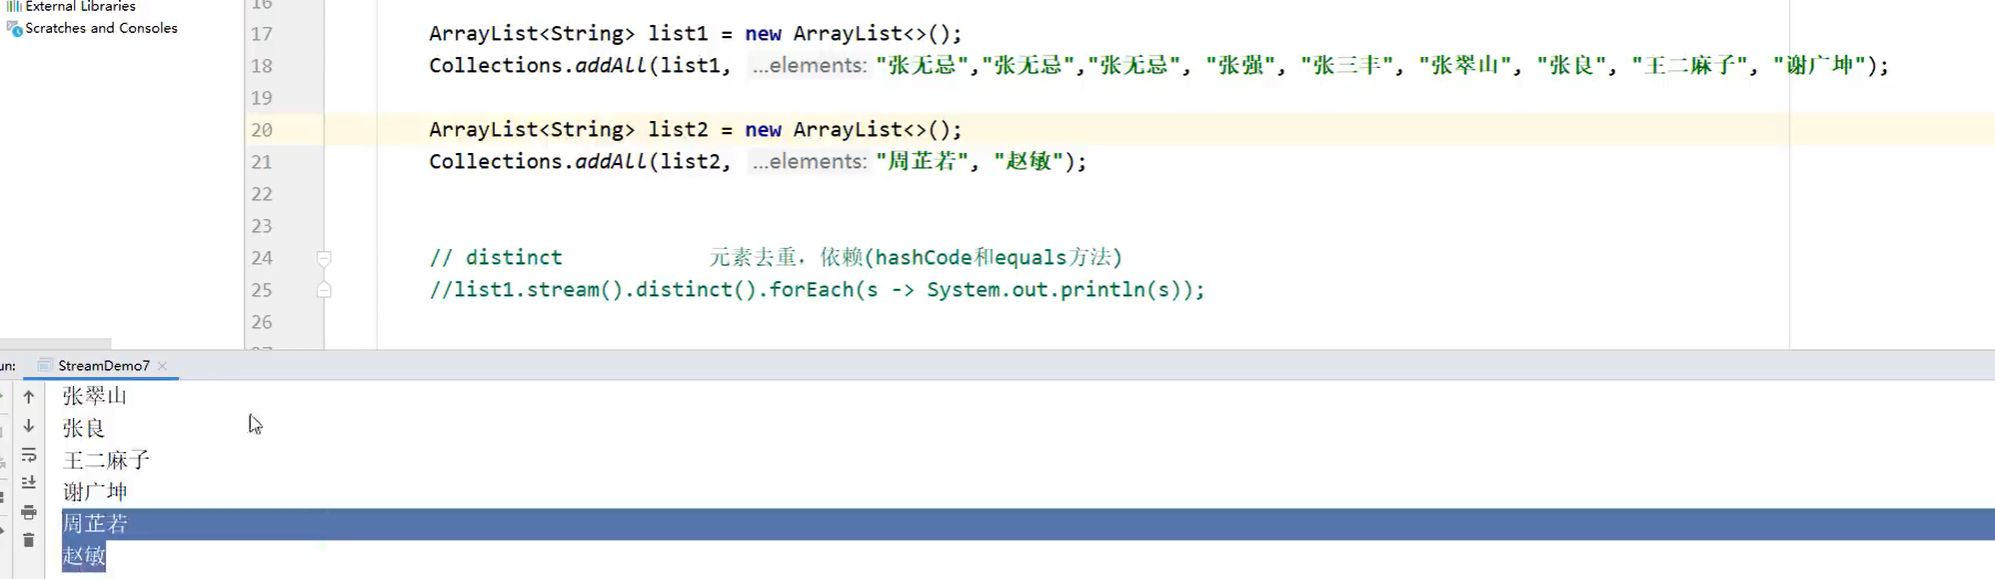 External Libraries
Scratches and Consoles
16
17 ArrayList<String> list1 = new ArrayList<>();
18 Collections.addAll(list1, ...elements: "张无忌","张无忌","张无忌", "张强", "张三丰", "张翠山", "张良", "王二麻子", "谢广坤");
19
20 ArrayList<String> list2 = new ArrayList<>();
21 Collections.addAll(list2, ...elements: "周芷若", "赵敏");
22
23
24 // distinct 元素去重，依赖(hashCode和equals方法)
25 //list1.stream().distinct().forEach(s -> System.out.println(s));
26
un: StreamDemo7
张翠山
张良
王二麻子
谢广坤
周芷若
赵敏